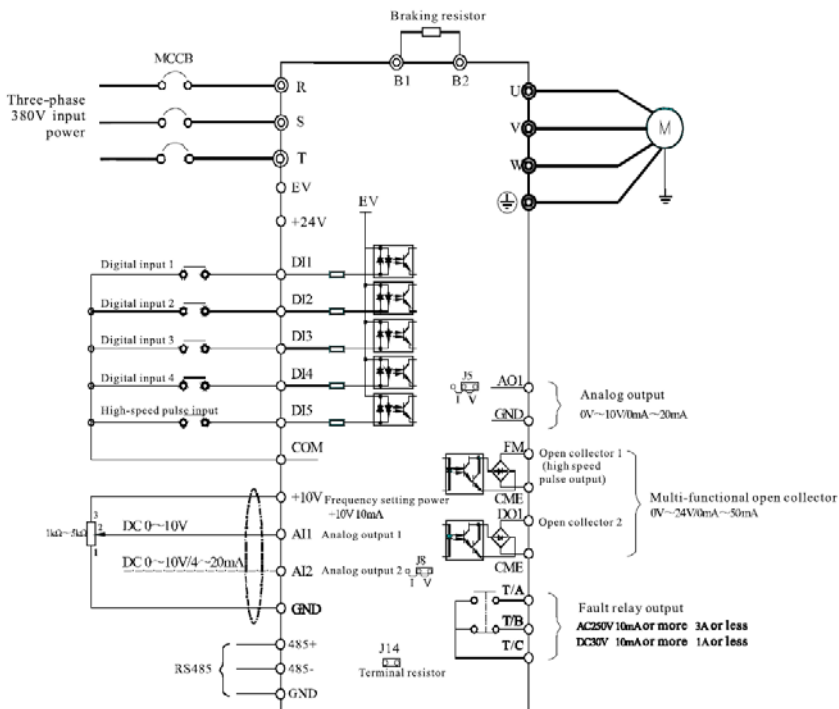 Braking resistor
MCCB
B1
B2
R
U
Three-phase
380V input
power
S
V
M
T
W
EV
+24V
EV
Digital input 1
DI1
Digital input 2
DI2
Digital input 3
DI3
Digital input 4
DI4
High-speed pulse input
DI5
COM
J5
I V
AO1
GND
Analog output
0V～10V/0mA～20mA
FM
Open collector 1
(high speed
pulse output)
CME
DO1
Open collector 2
CME
Multi-functional open collector
0V～24V/0mA～50mA
+10V
Frequency setting power
+10V 10mA
3
2
1
1kΩ～5kΩ
DC 0～10V
AI1
Analog output 1
DC 0～10V/4～20mA
AI2
Analog output 2
J8
I V
GND
T/A
T/B
T/C
Fault relay output
AC250V 10mA or more 3A or less
DC30V 10mA or more 1A or less
RS485
485+
485-
GND
J14
Terminal resistor